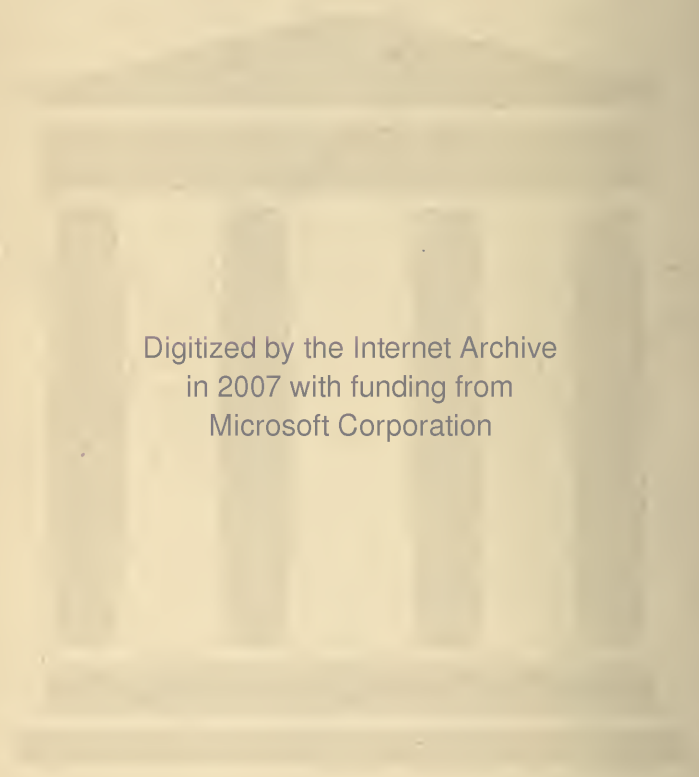 Digitized by the Internet Archive
in 2007 with funding from
Microsoft Corporation